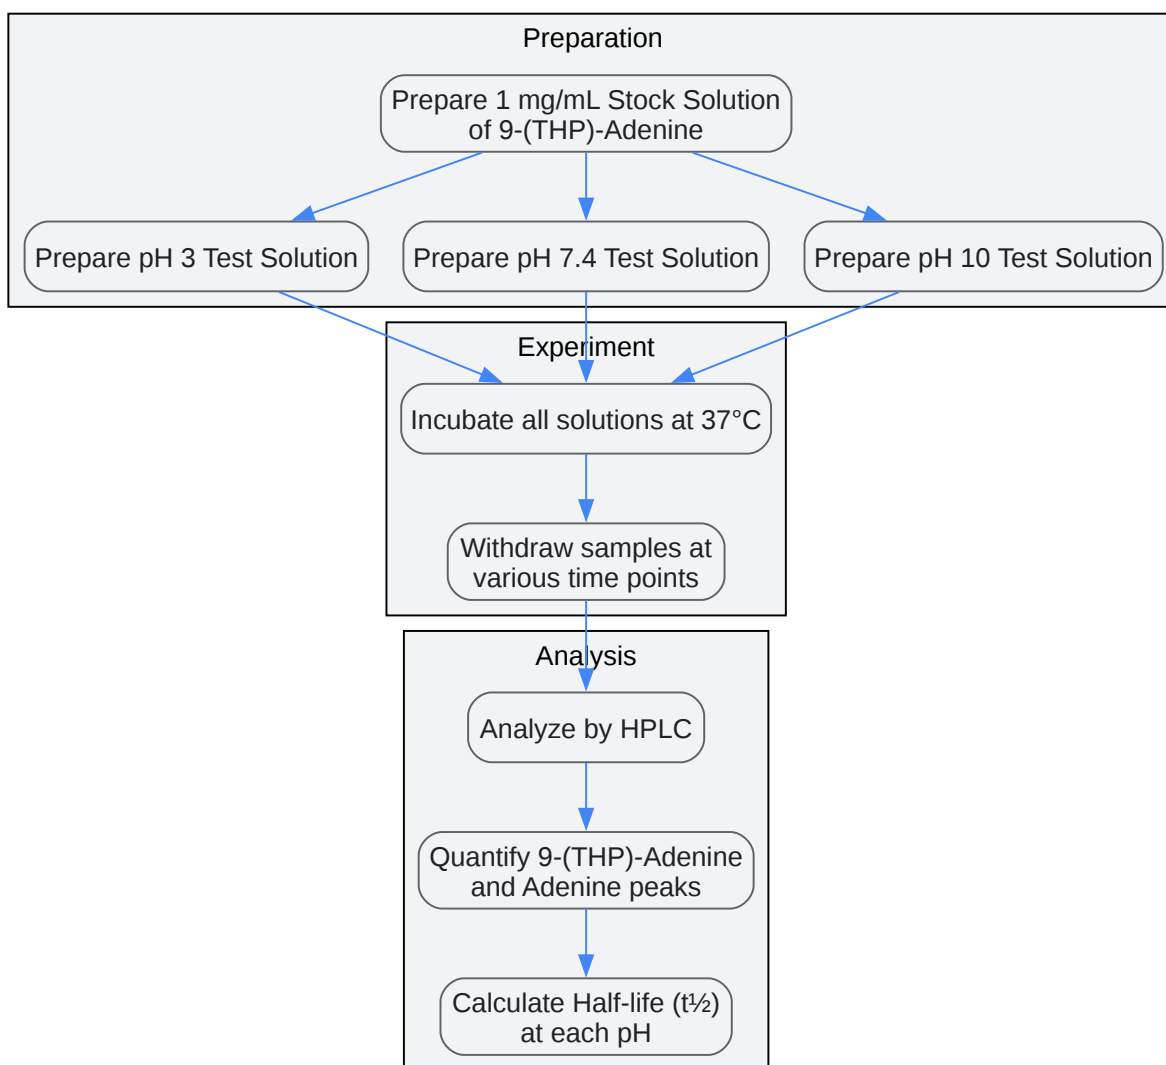 Preparation
Prepare 1 mg/mL Stock Solution
of 9-(THP)-Adenine
Prepare pH 3 Test Solution
Prepare pH 7.4 Test Solution
Prepare pH 10 Test Solution
Experiment
Incubate all solutions at 37°C
Withdraw samples at
various time points
Analysis
Analyze by HPLC
Quantify 9-(THP)-Adenine
and Adenine peaks
Calculate Half-life (t½)
at each pH